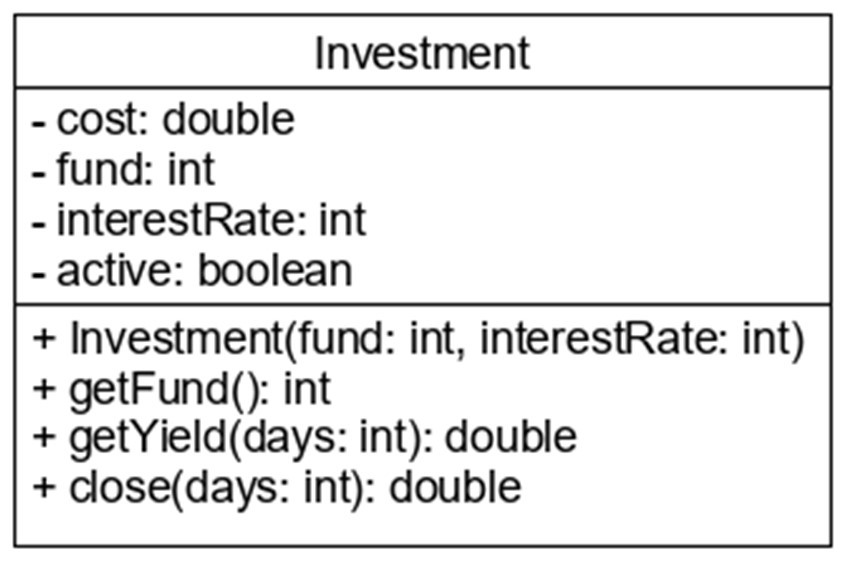 Investment
- cost: double
- fund: int
- interestRate: int
- active: boolean
+ Investment(fund: int, interestRate: int)
+ getFund(): int
+ getYield(days: int): double
+ close(days: int): double